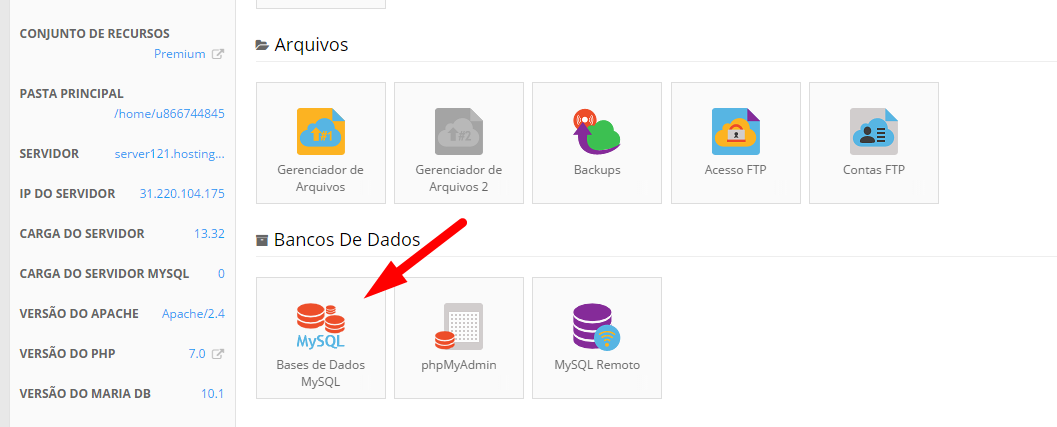 CONJUNTO DE RECURSOS
Premium
PASTA PRINCIPAL
/home/u866744845
SERVIDOR server121.hosting...
IP DO SERVIDOR 31.220.104.175
CARGA DO SERVIDOR 13.32
CARGA DO SERVIDOR MYSQL 0
VERSÃO DO APACHE Apache/2.4
VERSÃO DO PHP 7.0
VERSÃO DO MARIA DB 10.1
Arquivos
#1
Gerenciador de
Arquivos
#2
Gerenciador de
Arquivos 2
Backups
Acesso FTP
Contas FTP
Bancos De Dados
MySQL
Bases de Dados
MySQL
phpMyAdmin
MySQL Remoto